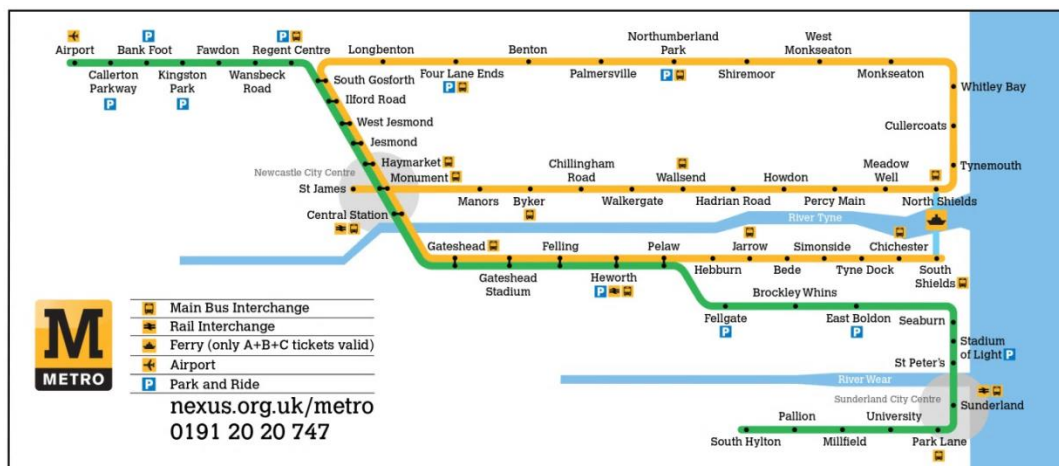 Airport
Bank Foot
Fawdon
Regent Centre
Callerton
Parkway
Kingston
Park
Wansbeck
Road
Longbenton
Benton
Northumberland
Park
West
Monkseaton
South Gosforth
Four Lane Ends
Palmersville
Shiremoor
Monkseaton
Ilford Road
West Jesmond
Jesmond
Haymarket
Whitley Bay
Cullercoats
Tynemouth
Newcastle City Centre
Monument
St James
Central Station
Manors
Byker
Chillingham
Road
Walkergate
Wallsend
Hadrian Road
Howdon
Percy Main
Meadow
Well
North Shields
River Tyne
Gateshead
Gateshead
Stadium
Felling
Heworth
Pelaw
Hebburn
Jarrow
Bede
Simonside
Tyne Dock
Chichester
South
Shields
Fellgate
Brockley Whins
East Boldon
Seaburn
Stadium
of Light
St Peter's
River Wear
Sunderland City Centre
Sunderland
Park Lane
University
Millfield
Pallion
South Hylton
M
METRO
Main Bus Interchange
Rail Interchange
Ferry (only A+B+C tickets valid)
Airport
P Park and Ride
nexus.org.uk/metro
0191 20 20 747